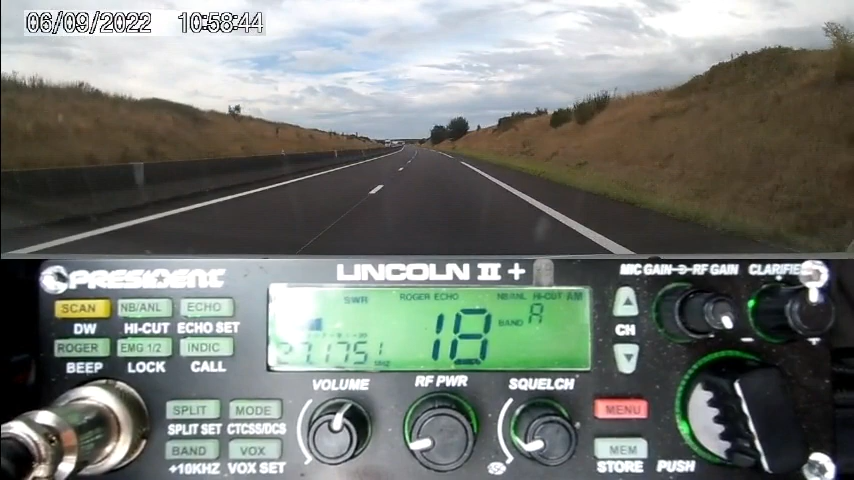 06/09/2022 10:58:44
PRESIDENT LINCOLN II + MIC GAIN RF GAIN CLARIFIER
SCAN NB/ANL ECHO SWR ROGER ECHO NB/ANL HI-CUT AM
DW HI-CUT ECHO SET 18 BAND A CH
ROGER EMG 1/2 INDIC 27.1751
BEEP LOCK CALL
VOLUME RF PWR SQUELCH
SPLIT MODE MENU
SPLIT SET CTCSS/DCS
BAND VOX MEM
+10KHZ VOX SET STORE PUSH